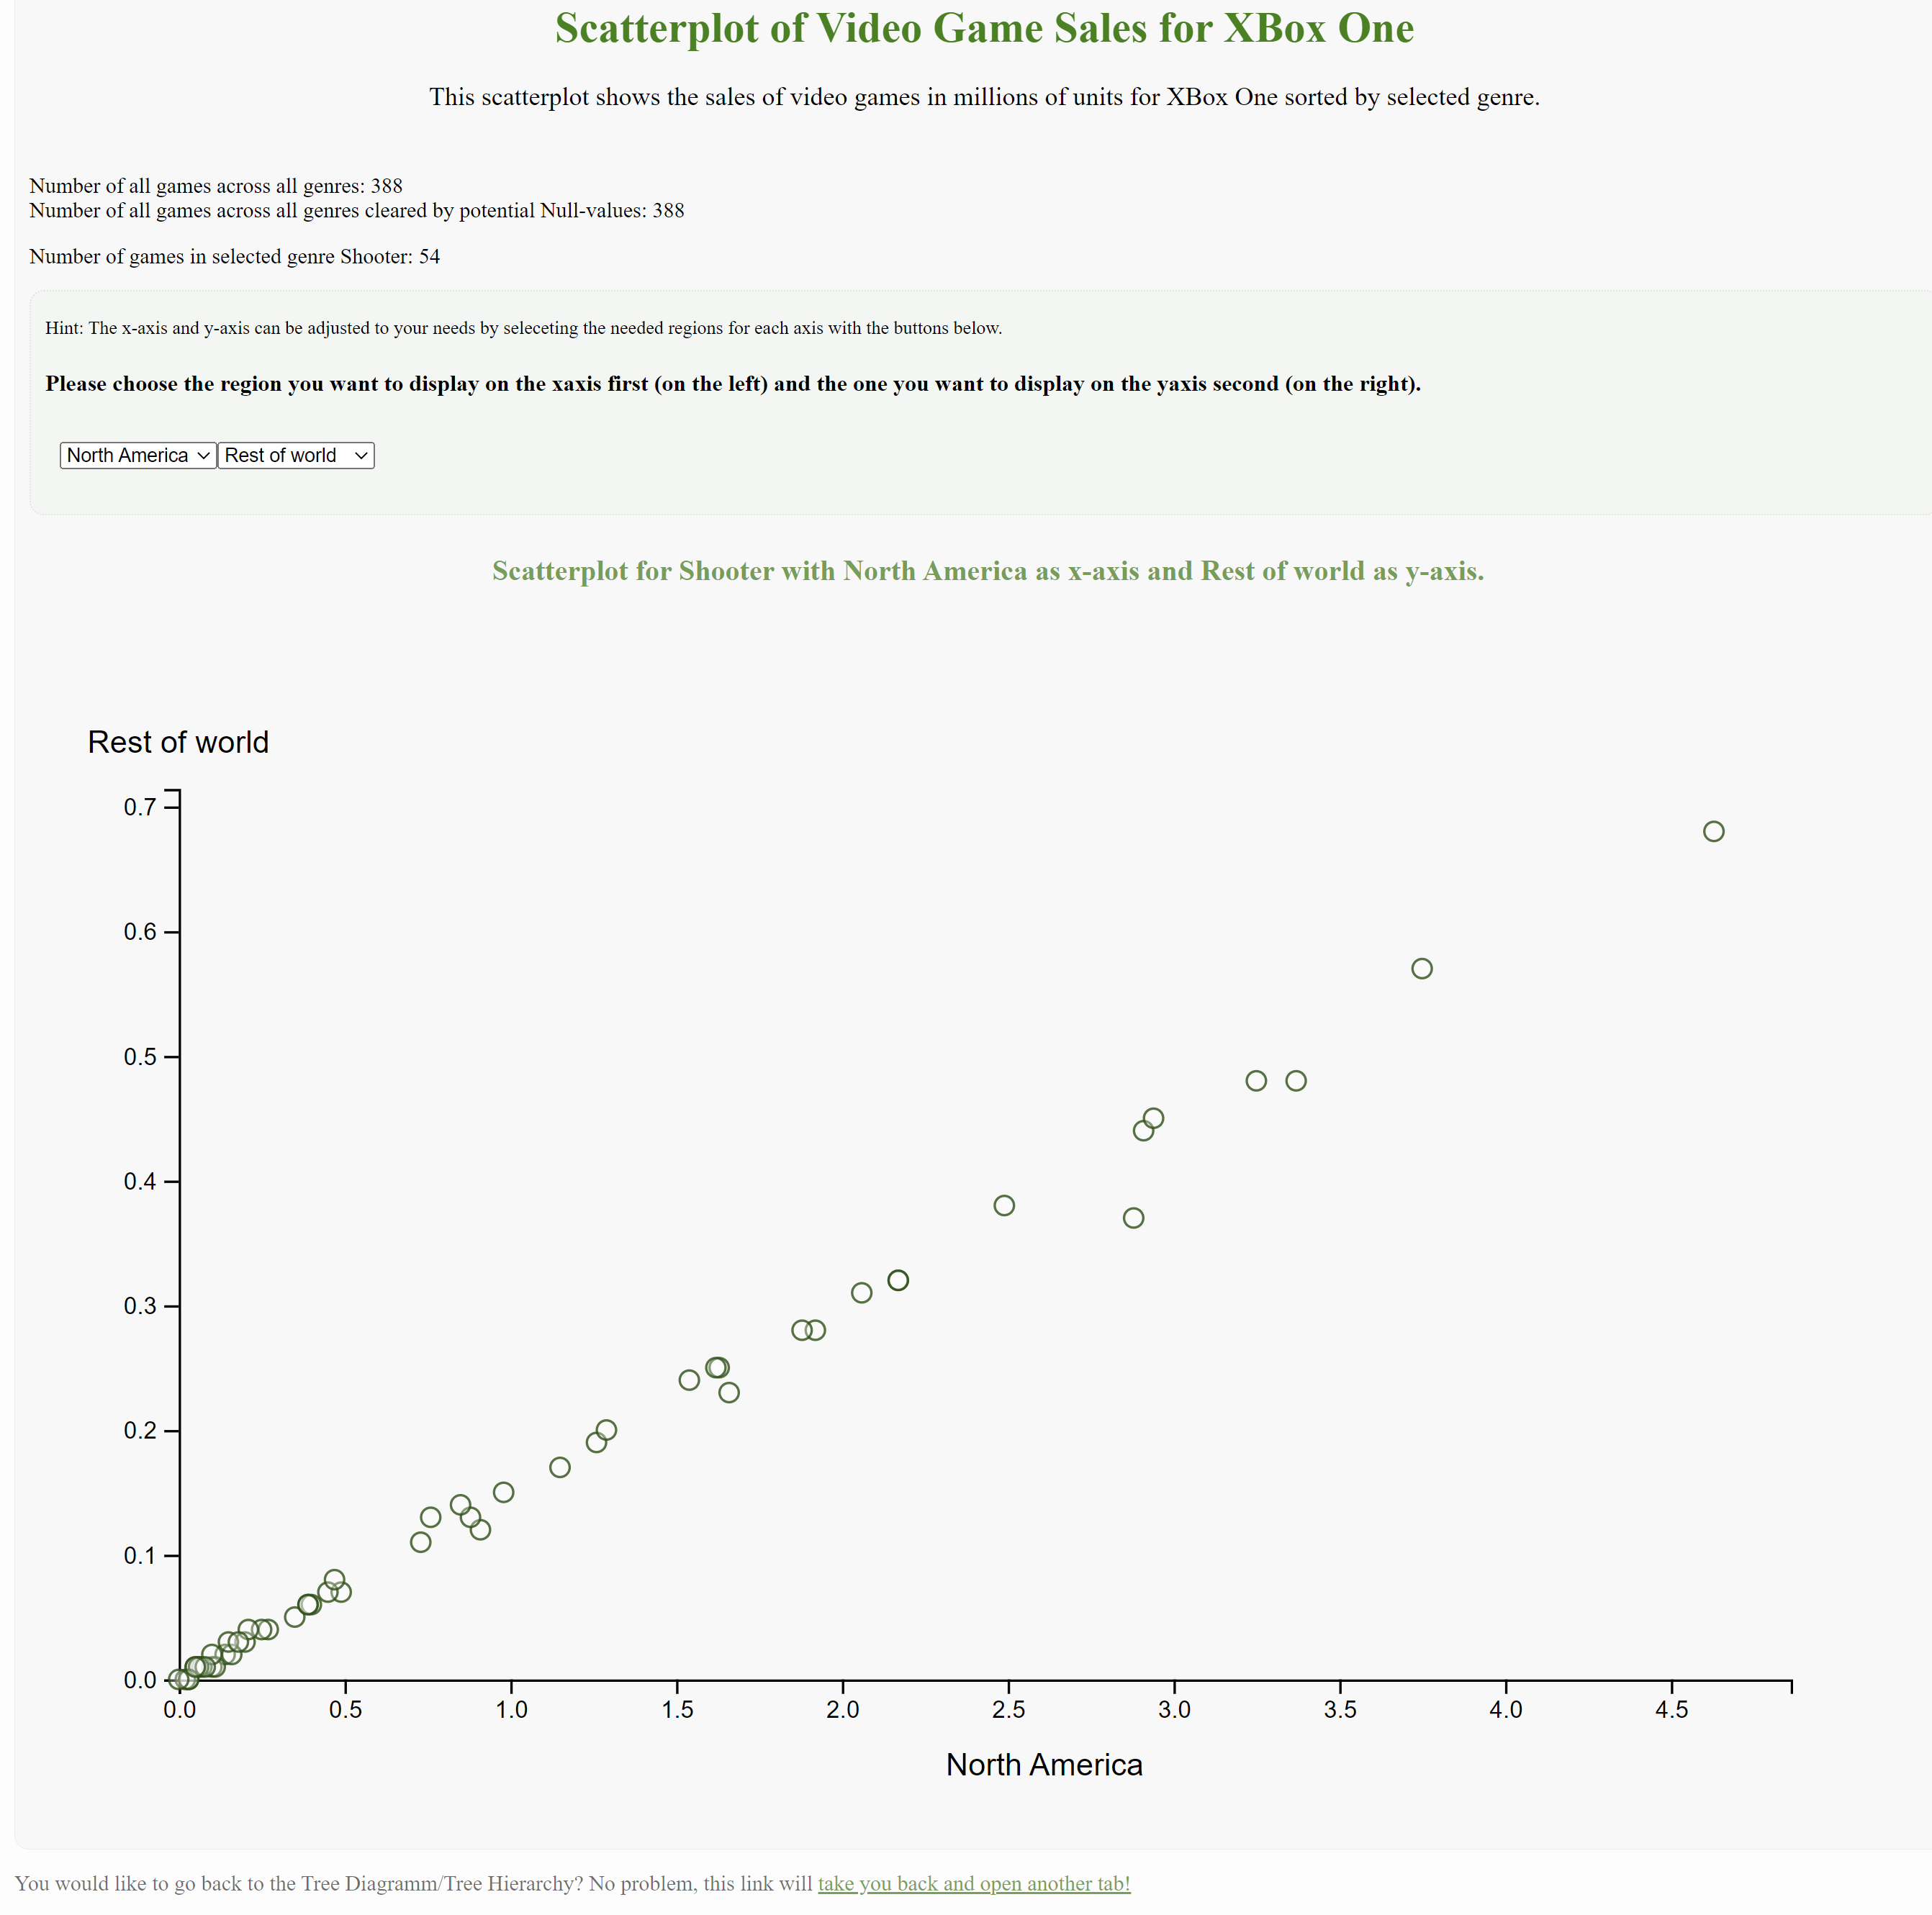 Scatterplot of Video Game Sales for XBox One
This scatterplot shows the sales of video games in millions of units for XBox One sorted by selected genre.
Number of all games across all genres: 388
Number of all games across all genres cleared by potential Null-values: 388
Number of games in selected genre Shooter: 54
Hint: The x-axis and y-axis can be adjusted to your needs by seleceting the needed regions for each axis with the buttons below.
Please choose the region you want to display on the xaxis first (on the left) and the one you want to display on the yaxis second (on the right).
North America Rest of world
Scatterplot for Shooter with North America as x-axis and Rest of world as y-axis.
Rest of world
0.7
0.6
0.5
0.4
0.3
0.2
0.1
0.0
0.0 0.5 1.0 1.5 2.0 2.5 3.0 3.5 4.0 4.5
North America
You would like to go back to the Tree Diagramm/Tree Hierarchy? No problem, this link will take you back and open another tab!